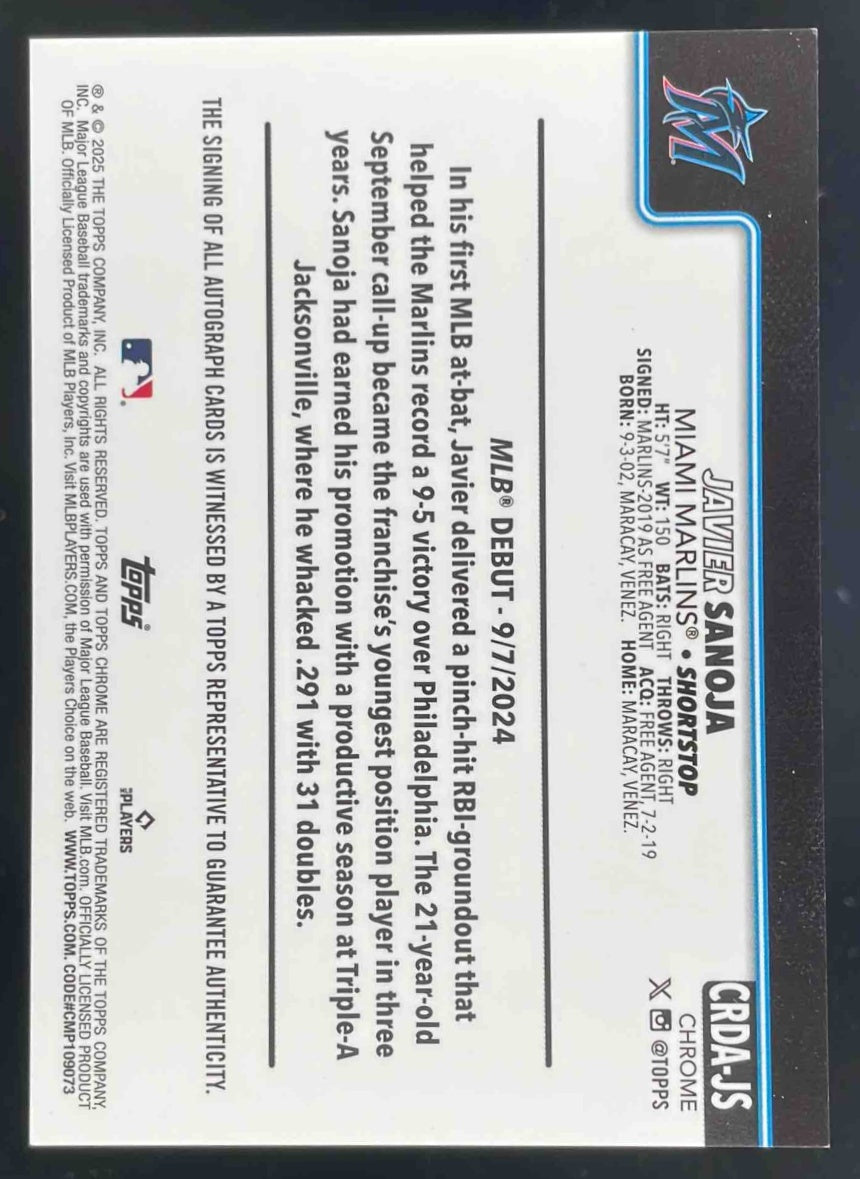 CRDA-JS
CHROME
@TOPPS
JAVIER SANOJA
MIAMI MARLINS® • SHORTSTOP
HT: 5'7" WT: 150 BATS: RIGHT THROWS: RIGHT
SIGNED: MARLINS-2019 AS FREE AGENT ACQ: FREE AGENT, 7-2-19
BORN: 9-3-02, MARACAY, VENEZ. HOME: MARACAY, VENEZ.
MLB® DEBUT - 9/7/2024
In his first MLB at-bat, Javier delivered a pinch-hit RBI-groundout that
helped the Marlins record a 9-5 victory over Philadelphia. The 21-year-old
September call-up became the franchise's youngest position player in three
years. Sanoja had earned his promotion with a productive season at Triple-A
Jacksonville, where he whacked .291 with 31 doubles.
THE SIGNING OF ALL AUTOGRAPH CARDS IS WITNESSED BY A TOPPS REPRESENTATIVE TO GUARANTEE AUTHENTICITY.
topps®
MLB PLAYERS
® & © 2025 THE TOPPS COMPANY, INC. ALL RIGHTS RESERVED. TOPPS AND TOPPS CHROME ARE REGISTERED TRADEMARKS OF THE TOPPS COMPANY,
INC. Major League Baseball trademarks and copyrights are used with permission of Major League Baseball. Visit MLB.com. OFFICIALLY LICENSED PRODUCT
OF MLB. Officially Licensed Product of MLB Players, Inc. Visit MLBPLAYERS.COM, the Players Choice on the web. WWW.TOPPS.COM. CODE#CMP109073